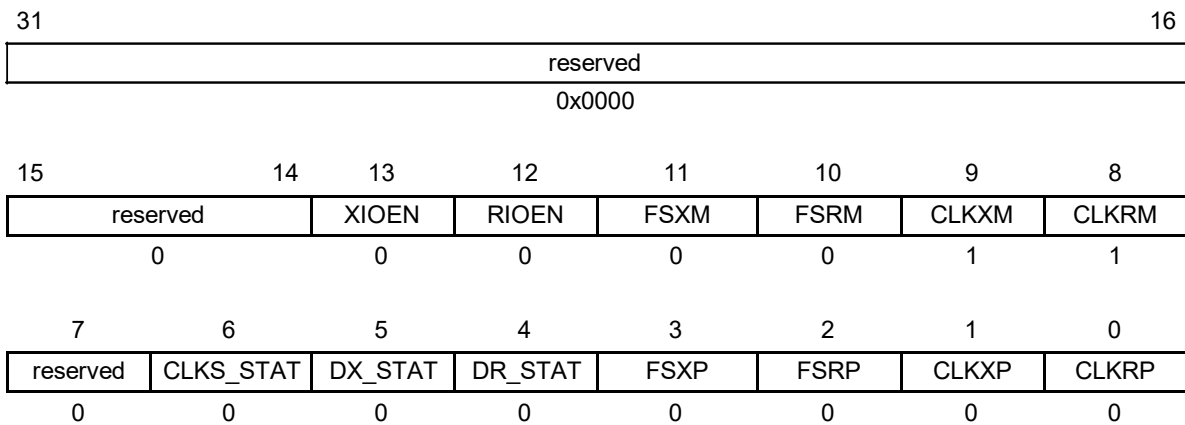 31 16
reserved
0x0000
15 14 13 12 11 10 9 8
reserved XIOEN RIOEN FSXM FSRM CLKXM CLKRM
0 0 0 0 0 1 1
7 6 5 4 3 2 1 0
reserved CLKS_STAT DX_STAT DR_STAT FSXP FSRP CLKXP CLKRP
0 0 0 0 0 0 0 0